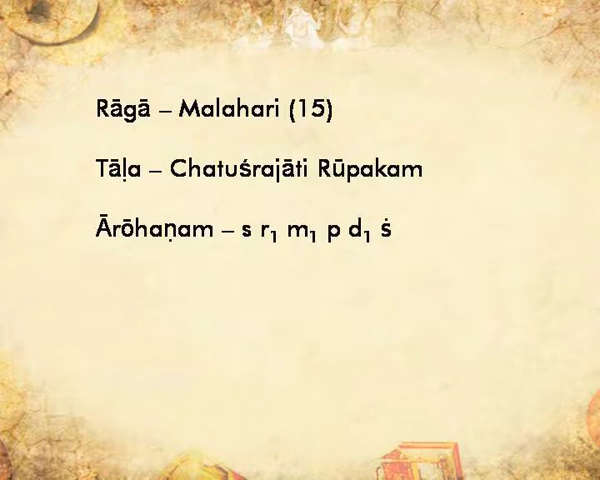 Rāgā – Malahari (15)
Tāḷa – Chatuśrajāti Rūpakam
Ārōhaṇam – s r₁ m₁ p d₁ ṡ